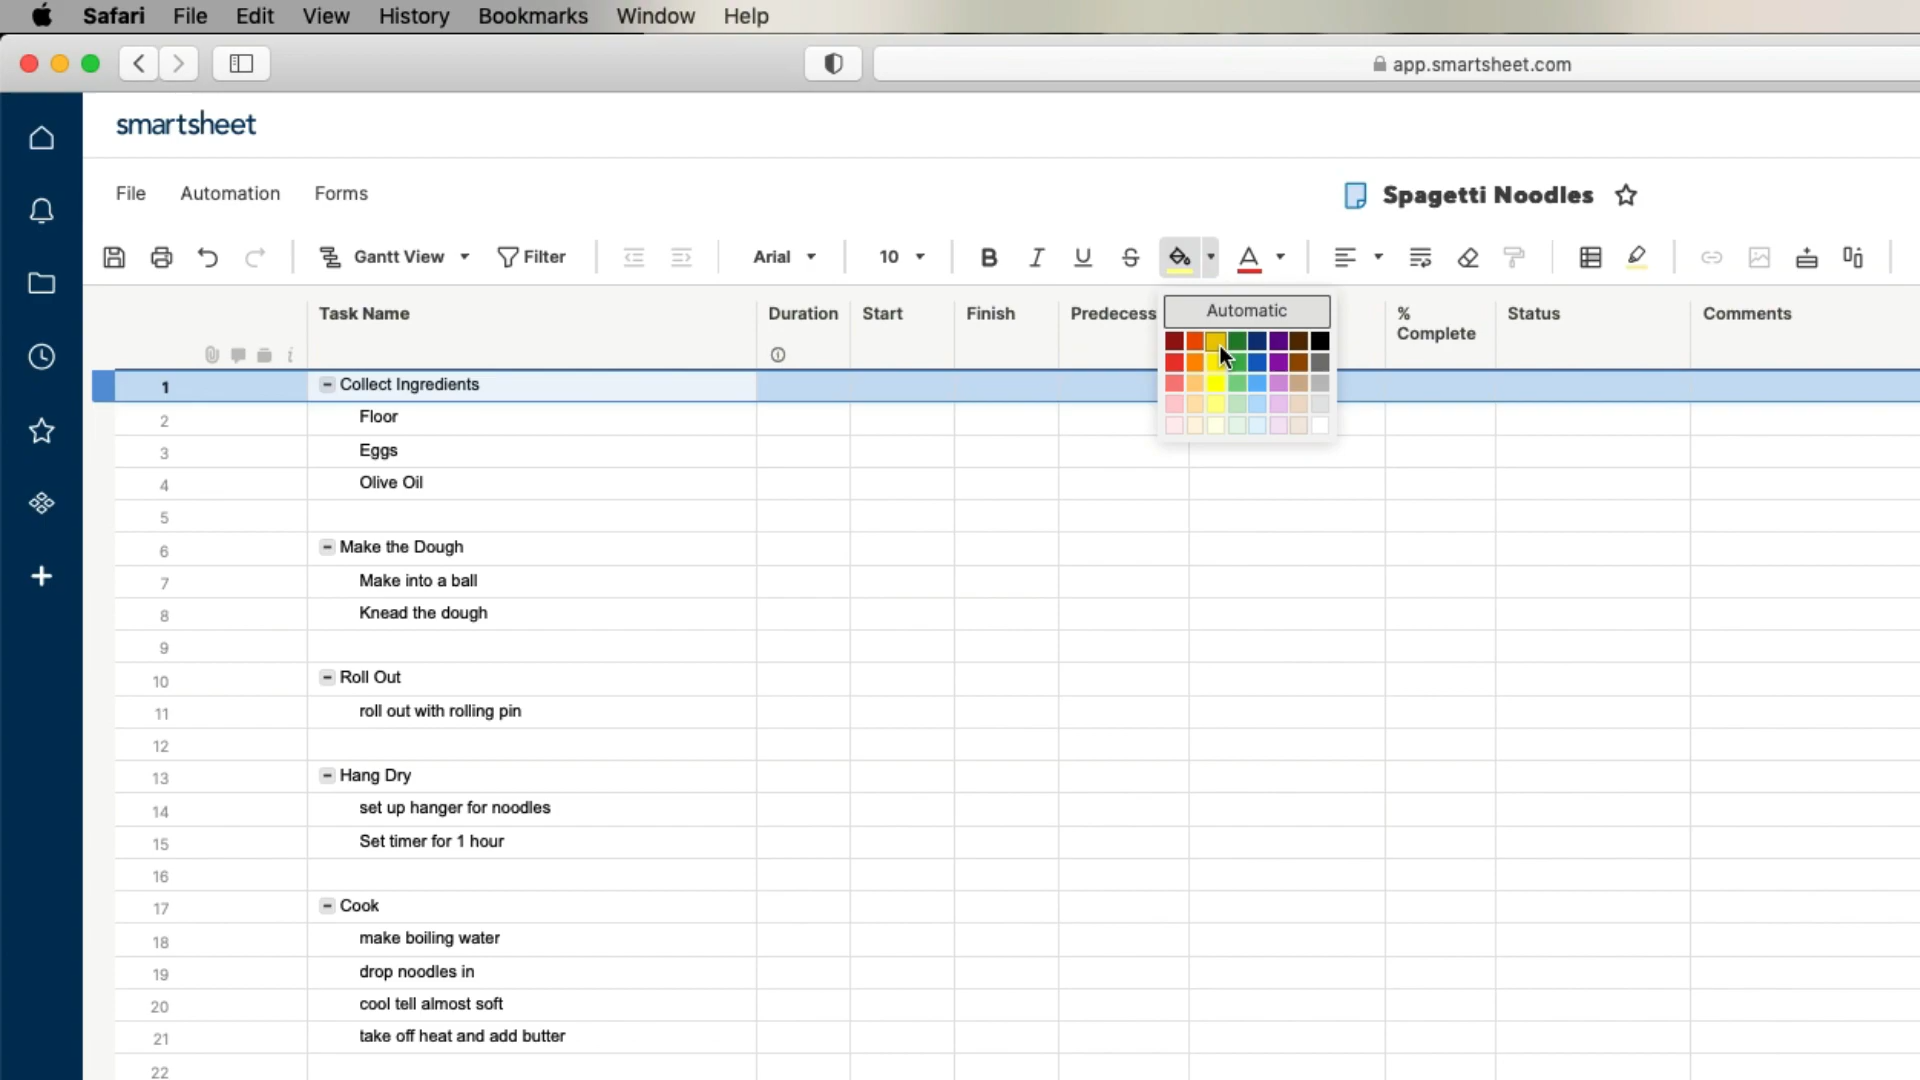 Safari File Edit View History Bookmarks Window Help
app.smartsheet.com
smartsheet
File Automation Forms
Spagetti Noodles
Gantt View Filter Arial 10 B I U S A
Automatic
Task Name Duration Start Finish Predecess % Complete Status Comments
1 Collect Ingredients
2 Floor
3 Eggs
4 Olive Oil
5
6 Make the Dough
7 Make into a ball
8 Knead the dough
9
10 Roll Out
11 roll out with rolling pin
12
13 Hang Dry
14 set up hanger for noodles
15 Set timer for 1 hour
16
17 Cook
18 make boiling water
19 drop noodles in
20 cool tell almost soft
21 take off heat and add butter
22